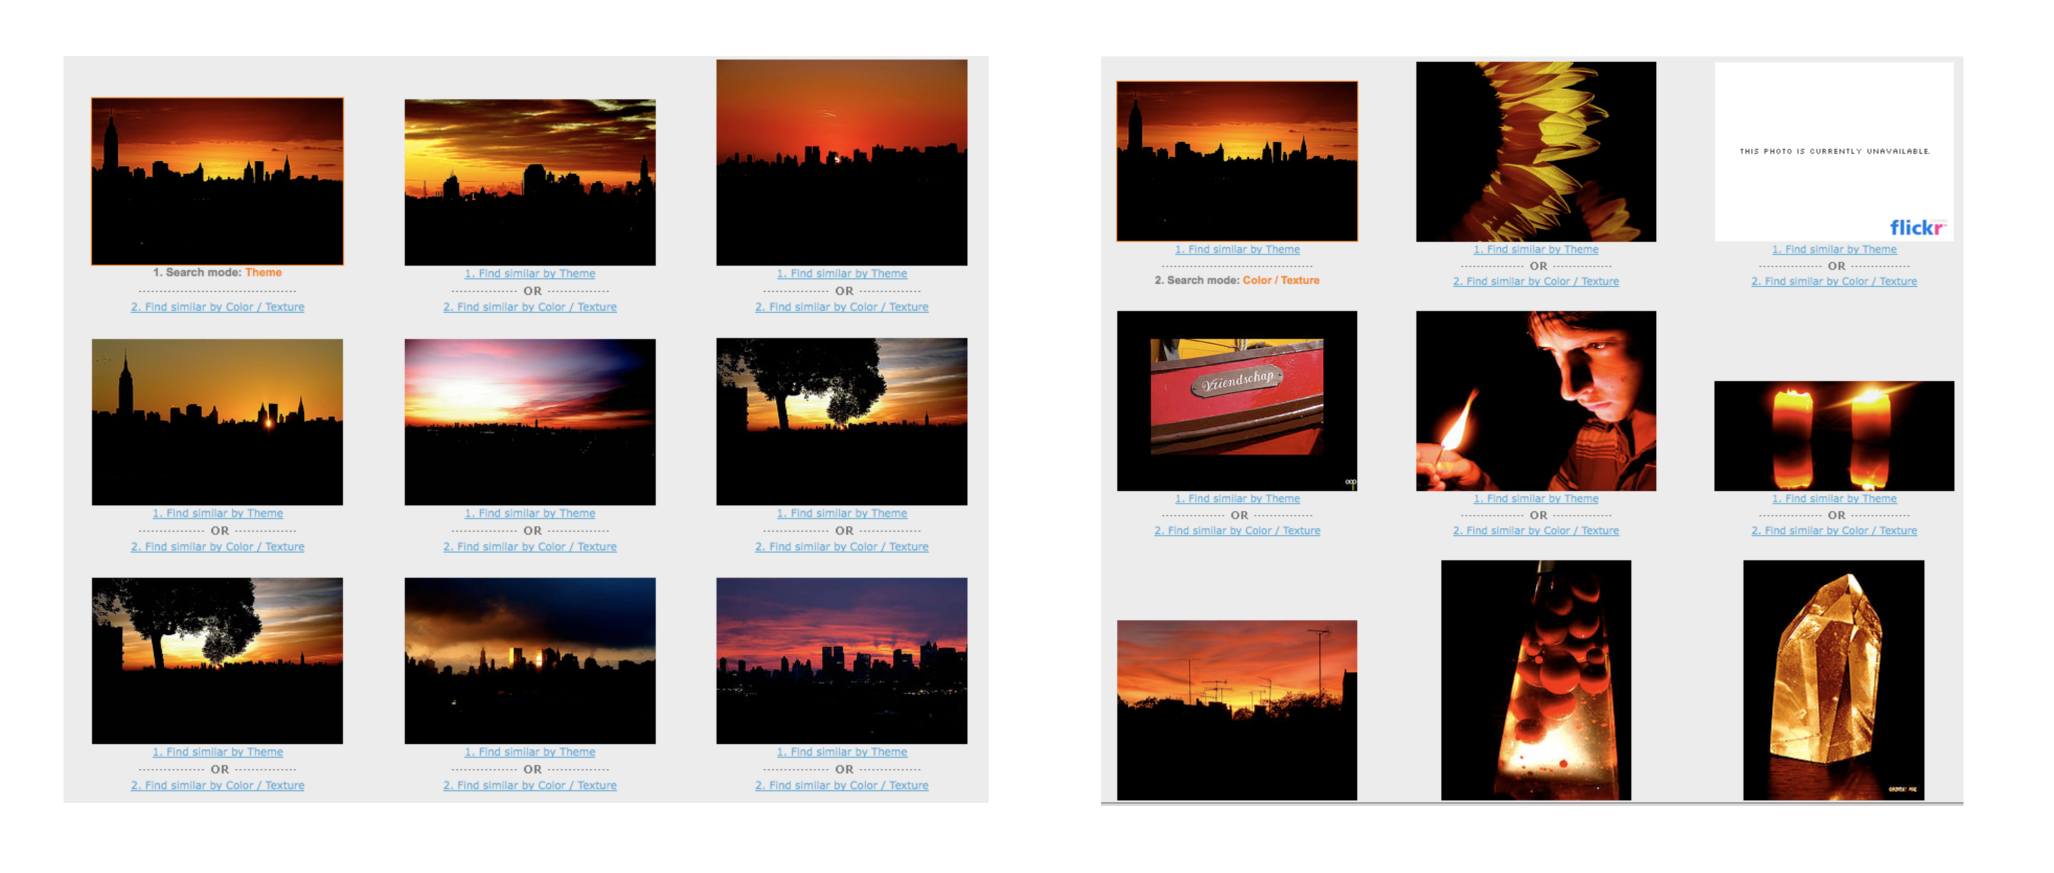 1. Search mode: Theme
2. Find similar by Color / Texture
1. Find similar by Theme
OR
2. Find similar by Color / Texture
1. Find similar by Theme
OR
2. Find similar by Color / Texture
1. Find similar by Theme
OR
2. Find similar by Color / Texture
1. Find similar by Theme
OR
2. Find similar by Color / Texture
1. Find similar by Theme
OR
2. Find similar by Color / Texture
1. Find similar by Theme
OR
2. Find similar by Color / Texture
1. Find similar by Theme
OR
2. Find similar by Color / Texture
1. Find similar by Theme
OR
2. Find similar by Color / Texture
THIS PHOTO IS CURRENTLY UNAVAILABLE.
flickr
1. Find similar by Theme
2. Search mode: Color / Texture
1. Find similar by Theme
OR
2. Find similar by Color / Texture
1. Find similar by Theme
OR
2. Find similar by Color / Texture
Vriendschap
1. Find similar by Theme
OR
2. Find similar by Color / Texture
1. Find similar by Theme
OR
2. Find similar by Color / Texture
1. Find similar by Theme
OR
2. Find similar by Color / Texture